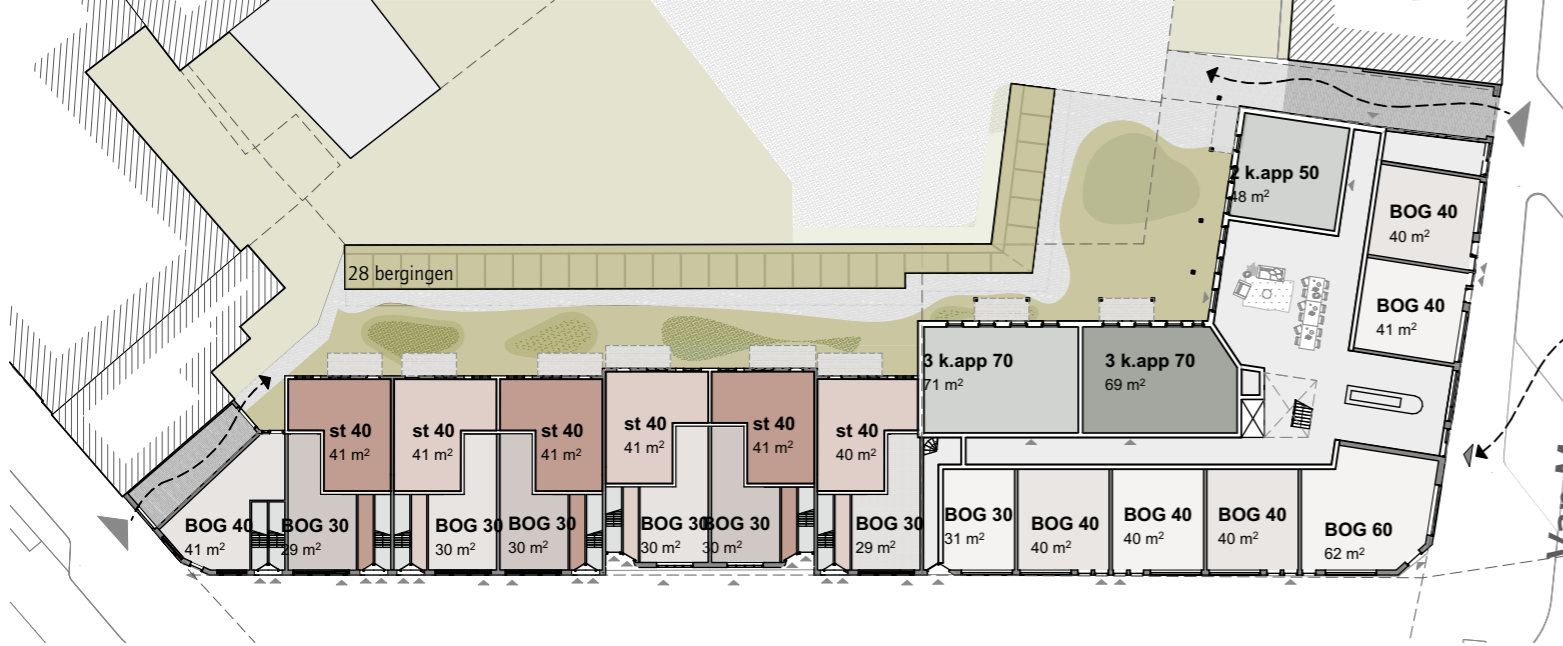 2 k.app 50
48 m²
BOG 40
40 m²
28 bergingen
BOG 40
41 m²
3 k.app 70
71 m²
3 k.app 70
69 m²
st 40
41 m²
st 40
41 m²
st 40
41 m²
st 40
41 m²
st 40
41 m²
st 40
40 m²
BOG 40
41 m²
BOG 30
29 m²
BOG 30
30 m²
BOG 30
30 m²
BOG 30
30 m²
BOG 30
30 m²
BOG 30
29 m²
BOG 30
31 m²
BOG 40
40 m²
BOG 40
40 m²
BOG 40
40 m²
BOG 60
62 m²